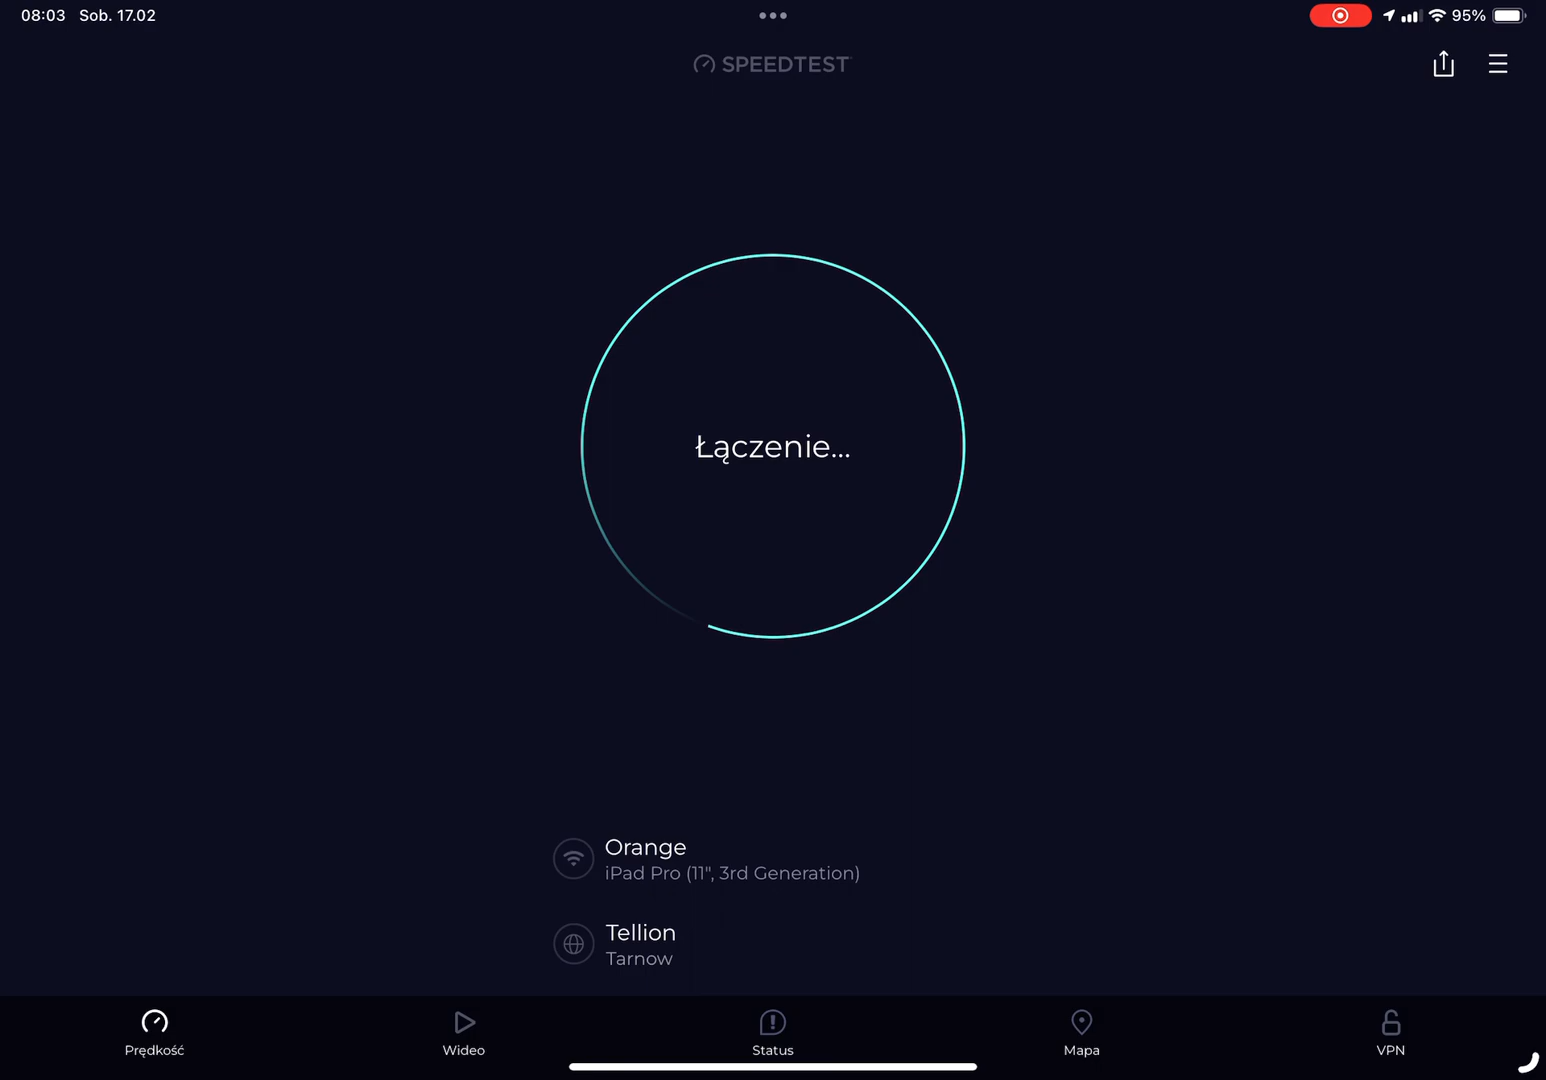 08:03 Sob. 17.02
95%
SPEEDTEST
Łączenie...
Orange
iPad Pro (11", 3rd Generation)
Tellion
Tarnow
Prędkość
Wideo
Status
Mapa
VPN